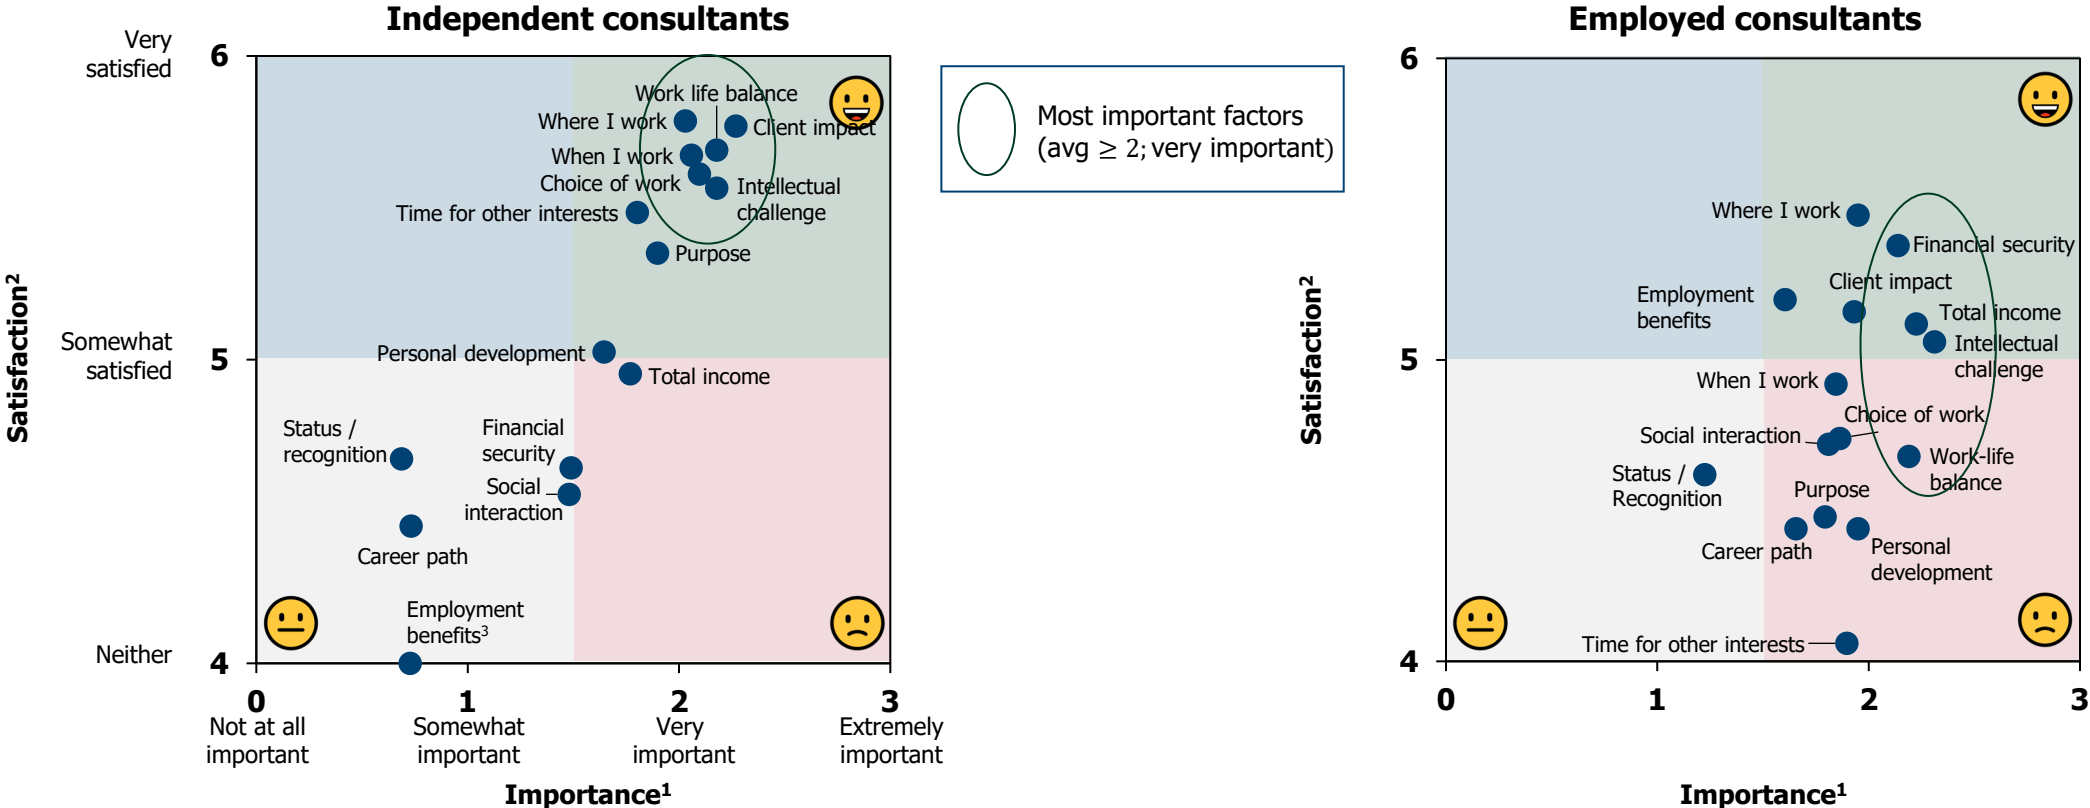 Independent consultants
Very
satisfied
6
Work life balance
Where I work
Client impact
When I work
Choice of work
Intellectual
challenge
Time for other interests
Purpose
Somewhat
satisfied
5
Personal development
Total income
Status /
recognition
Financial
security
Social
interaction
Career path
Employment
benefits³
Neither
4
Satisfaction²
0
1
2
3
Not at all
important
Somewhat
important
Very
important
Extremely
important
Importance¹
Most important factors
(avg ≥ 2; very important)
Employed consultants
6
Where I work
Financial security
Client impact
Employment
benefits
Total income
Intellectual
challenge
5
When I work
Choice of work
Social interaction
Work-life
balance
Status /
Recognition
Purpose
Career path
Personal
development
Time for other interests
4
Satisfaction²
0
1
2
3
Importance¹